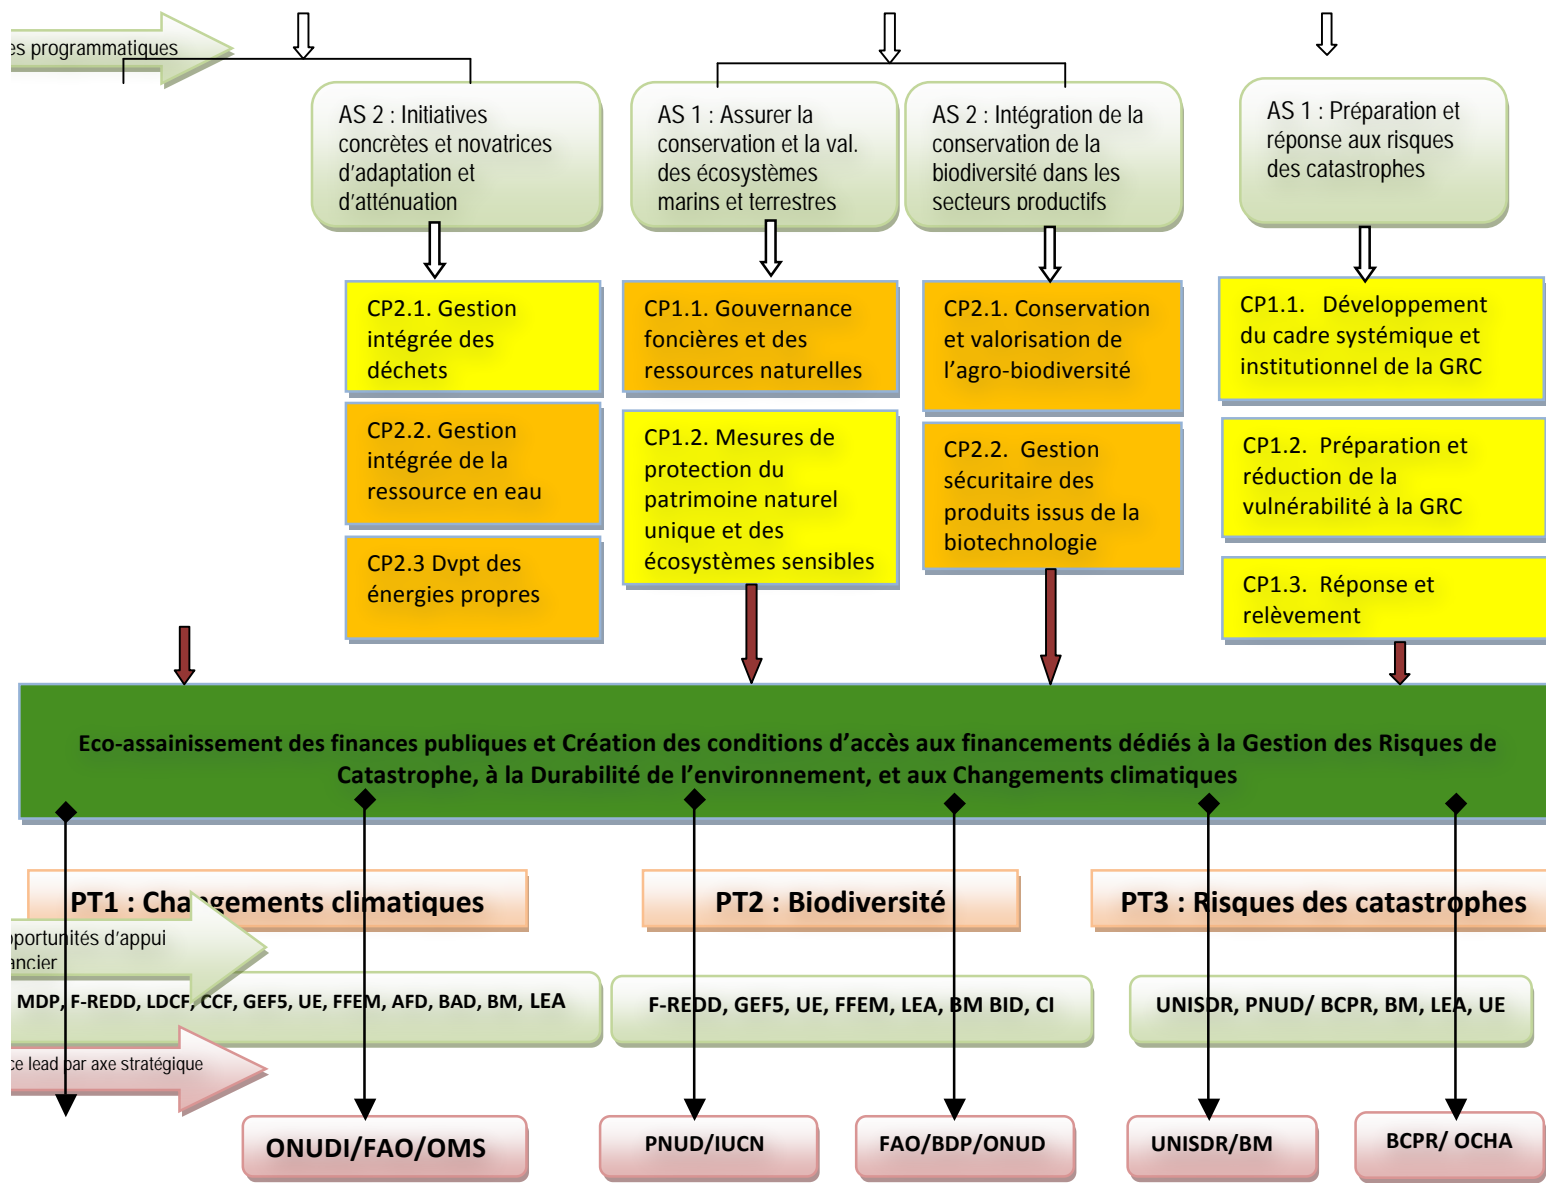 es programmatiques
AS 2 : Initiatives
concrètes et novatrices
d'adaptation et
d'atténuation
AS 1 : Assurer la
conservation et la val.
des écosystèmes
marins et terrestres
AS 2 : Intégration de la
conservation de la
biodiversité dans les
secteurs productifs
AS 1 : Préparation et
réponse aux risques
des catastrophes
CP2.1. Gestion
intégrée des
déchets
CP2.2. Gestion
intégrée de la
ressource en eau
CP2.3 Dvpt des
énergies propres
CP1.1. Gouvernance
foncières et des
ressources naturelles
CP1.2. Mesures de
protection du
patrimoine naturel
unique et des
écosystèmes sensibles
CP2.1. Conservation
et valorisation de
l'agro-biodiversité
CP2.2. Gestion
sécuritaire des
produits issus de la
biotechnologie
CP1.1. Développement
du cadre systémique et
institutionnel de la GRC
CP1.2. Préparation et
réduction de la
vulnérabilité à la GRC
CP1.3. Réponse et
relèvement
Eco-assainissement des finances publiques et Création des conditions d'accès aux financements dédiés à la Gestion des Risques de
Catastrophe, à la Durabilité de l'environnement, et aux Changements climatiques
PT1 : Changements climatiques
PT2 : Biodiversité
PT3 : Risques des catastrophes
pportunités d'appui
ancier
MDP, F-REDD, LDCF, CCF, GEF5, UE, FFEM, AFD, BAD, BM, LEA
F-REDD, GEF5, UE, FFEM, LEA, BM BID, CI
UNISDR, PNUD/ BCPR, BM, LEA, UE
ce lead par axe stratégique
ONUDI/FAO/OMS
PNUD/IUCN
FAO/BDP/ONUD
UNISDR/BM
BCPR/ OCHA